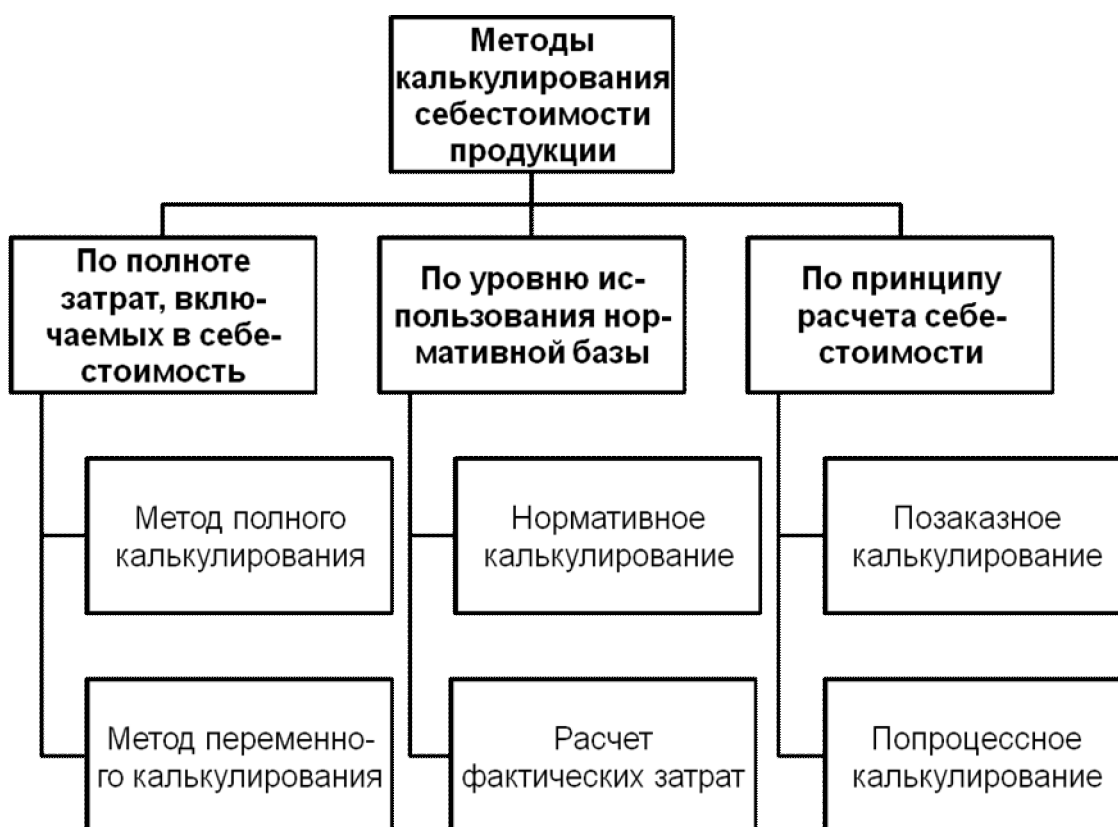 Методы
калькулирования
себестоимости
продукции
По полноте
затрат, вклю-
чаемых в себе-
стоимость
По уровню ис-
пользования нор-
мативной базы
По принципу
расчета себе-
стоимости
Метод полного
калькулирования
Нормативное
калькулирование
Позаказное
калькулирование
Метод переменно-
го калькулирования
Расчет
фактических затрат
Попроцессное
калькулирование